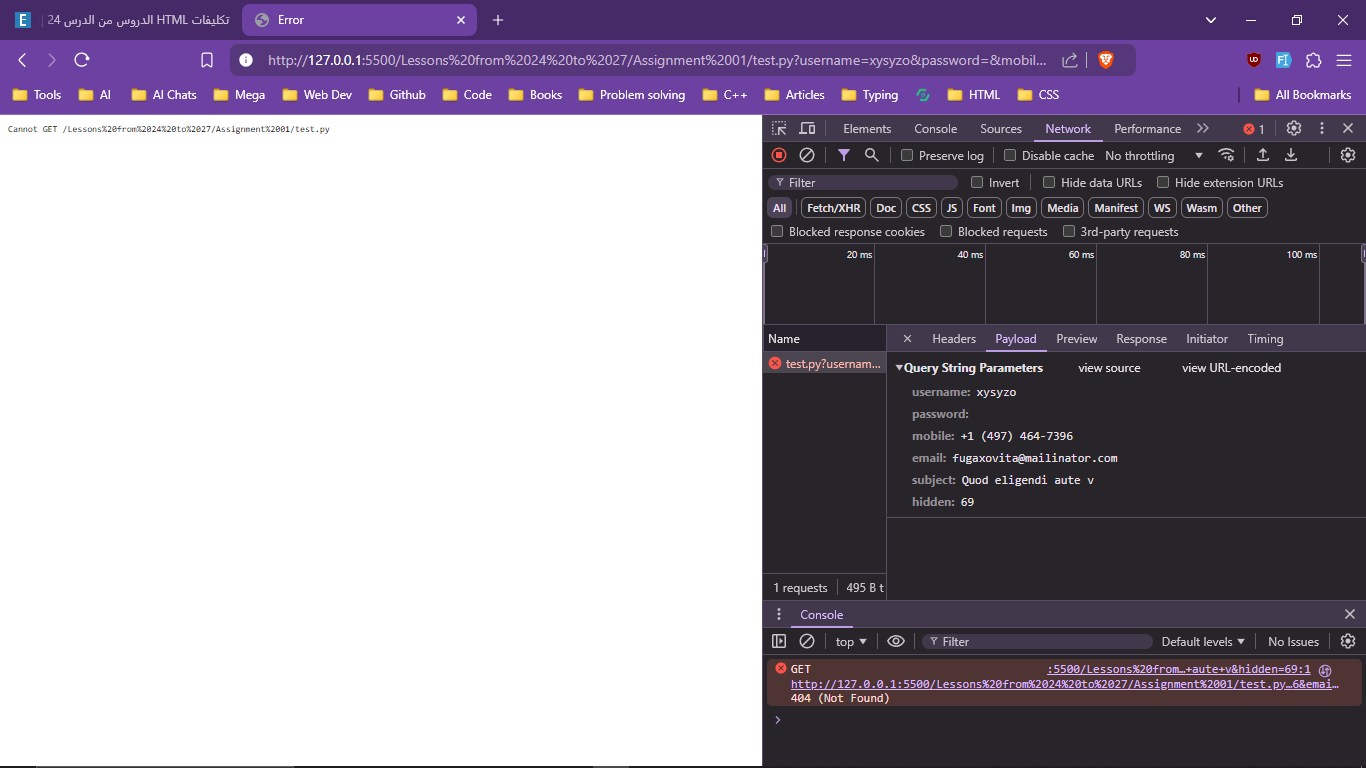 E تكليفات HTML الدروس من الدرس 24
Error
http://127.0.0.1:5500/Lessons%20from%2024%20to%2027/Assignment%2001/test.py?username=xysyzo&password=&mobil...
Tools AI AI Chats Mega Web Dev Github Code Books Problem solving C++ Articles Typing HTML CSS All Bookmarks
Cannot GET /Lessons%20from%2024%20to%2027/Assignment%2001/test.py
Elements Console Sources Network Performance 1
Preserve log Disable cache No throttling
Filter Invert Hide data URLs Hide extension URLs
All Fetch/XHR Doc CSS JS Font Img Media Manifest WS Wasm Other
Blocked response cookies Blocked requests 3rd-party requests
20 ms 40 ms 60 ms 80 ms 100 ms
Name
Headers Payload Preview Response Initiator Timing
test.py?usernam...
Query String Parameters view source view URL-encoded
username: xysyzo
password:
mobile: +1 (497) 464-7396
email: fugaxovita@mailinator.com
subject: Quod eligendi aute v
hidden: 69
1 requests 495 B t
Console
top Filter Default levels No Issues
GET :5500/Lessons%20from…+aute+v&hidden=69:1
http://127.0.0.1:5500/Lessons%20from%2024%20to%2027/Assignment%2001/test.py…6&emai…
404 (Not Found)